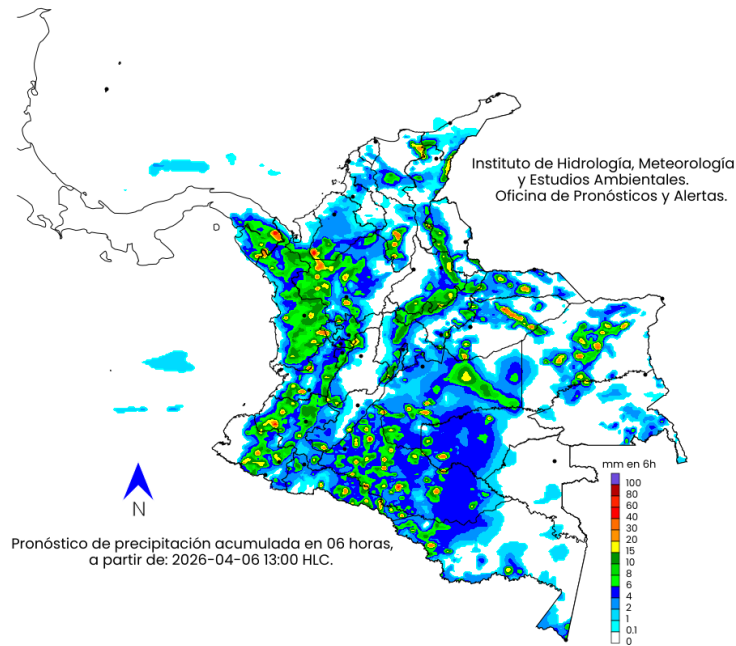 Instituto de Hidrología, Meteorología
y Estudios Ambientales.
Oficina de Pronósticos y Alertas.
mm en 6h
100
80
60
40
30
20
15
10
8
6
4
2
1
0.1
0
N
Pronóstico de precipitación acumulada en 06 horas,
a partir de: 2026-04-06 13:00 HLC.